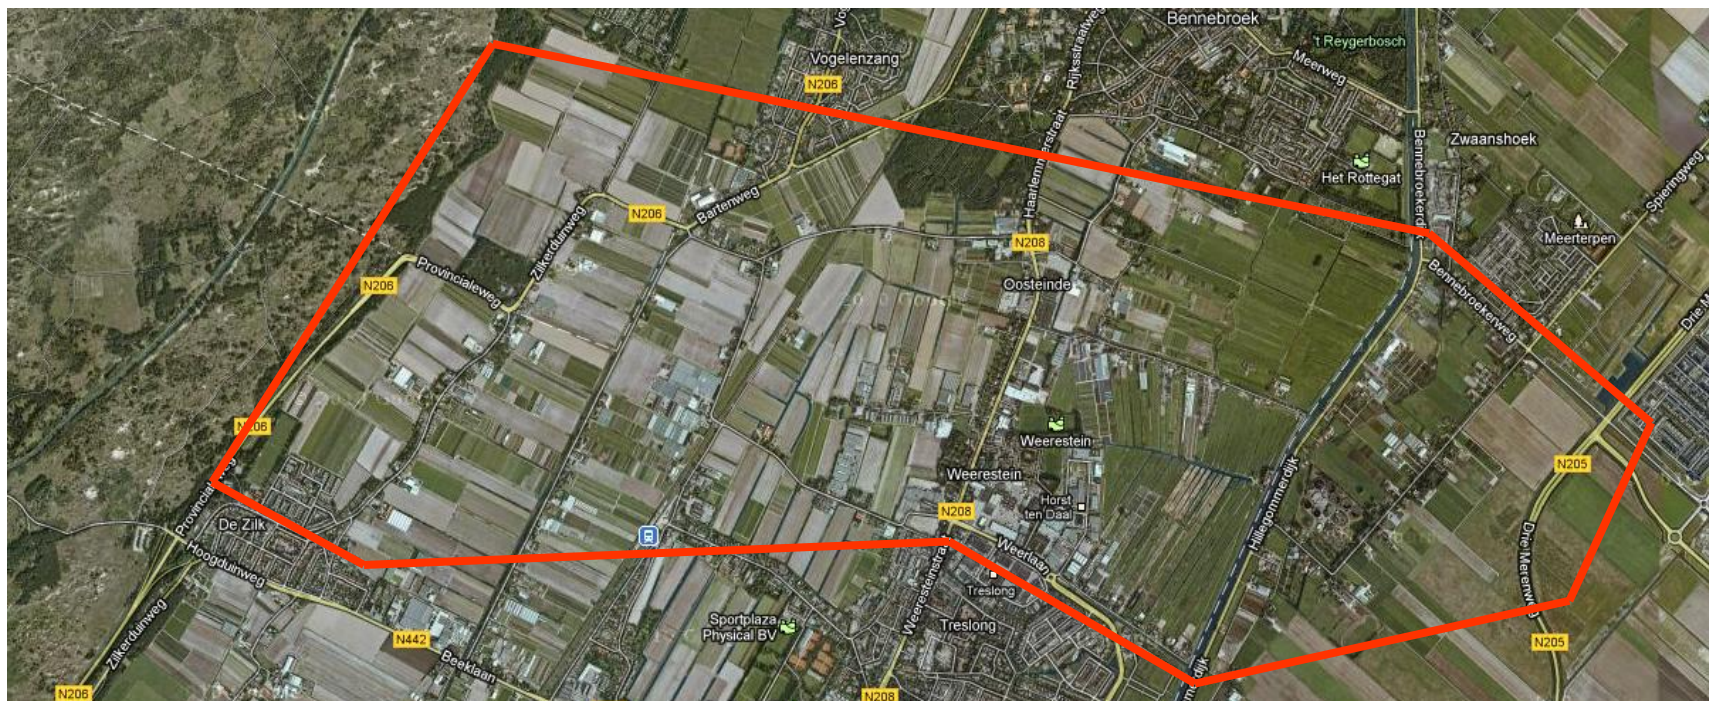 Bennebroek
Vogelenzang
N206
Rijksstraatweg
't Reygerbosch
Meerweg
Haarlemmerstraat
Bennebroekerdijk
Zwaanshoek
Het Rottegat
Spieringweg
Meerterpen
Zilkerduinweg
N206
Bartenweg
N208
Oosteinde
Provincialeweg
N206
Bennebroekerweg
N206
Weerestein
Weerestein
N205
Horst
ten Daal
N208
Hillegommerdijk
De Zilk
Hoogduinweg
Weerlaan
Weeresteinstraat
Treslong
Drie Merenweg
Sportplaza
Physical BV
Treslong
N442
Beeklaan
N205
Zilkerduinweg
N206
N208